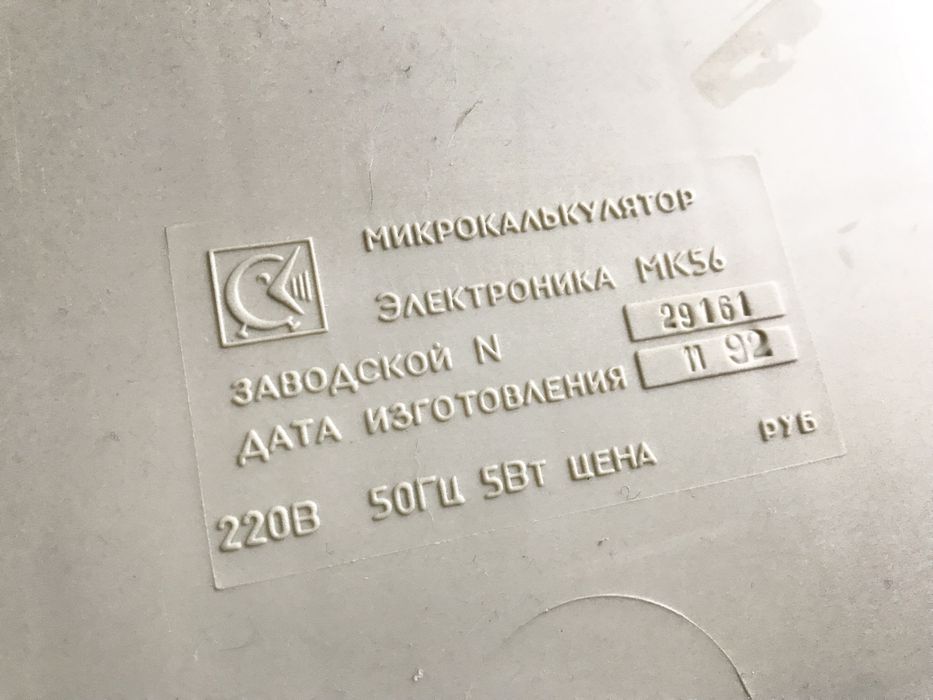 МИКРОКАЛЬКУЛЯТОР
ЭЛЕКТРОНИКА МК56
ЗАВОДСКОЙ N 29161
ДАТА ИЗГОТОВЛЕНИЯ 11 92
220В 50Гц 5Вт ЦЕНА РУБ